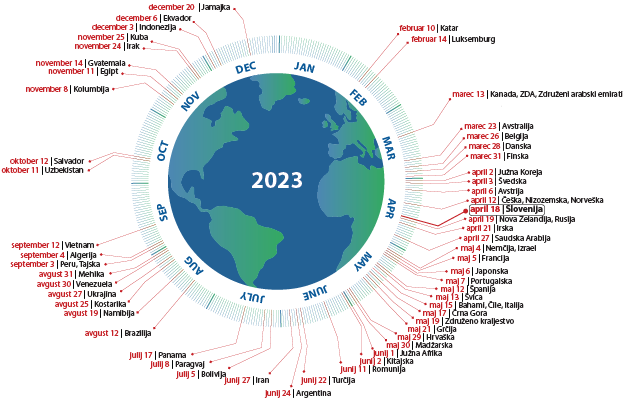 december 20 | Jamajka
december 6 | Ekvador
december 3 | Indonezija
november 25 | Kuba
november 24 | Irak
november 14 | Gvatemala
november 11 | Egipt
november 8 | Kolumbija
oktober 12 | Salvador
oktober 11 | Uzbekistan
september 12 | Vietnam
september 4 | Algerija
september 3 | Peru, Tajska
avgust 31 | Mehika
avgust 30 | Venezuela
avgust 27 | Ukrajina
avgust 25 | Kostarika
avgust 19 | Namibija
avgust 12 | Brazilija
julij 17 | Panama
julij 8 | Paragvaj
julij 5 | Bolivija
junij 27 | Iran
junij 24 | Argentina
junij 22 | Turčija
junij 11 | Romunija
junij 2 | Kitajska
junij 1 | Južna Afrika
maj 30 | Madžarska
maj 29 | Hrvaška
maj 21 | Grčija
maj 19 | Združeno kraljestvo
maj 17 | Črna Gora
maj 15 | Bahami, Čile, Italija
maj 13 | Švica
maj 12 | Španija
maj 7 | Portugalska
maj 6 | Japonska
maj 5 | Francija
maj 4 | Nemčija, Izrael
april 27 | Saudska Arabija
april 21 | Irska
april 19 | Nova Zelandija, Rusija
april 18 | Slovenija
april 12 | Češka, Nizozemska, Norveška
april 6 | Avstrija
april 3 | Švedska
april 2 | Južna Koreja
marec 31 | Finska
marec 28 | Danska
marec 26 | Belgija
marec 23 | Avstralija
marec 13 | Kanada, ZDA, Združeni arabski emirati
februar 14 | Luksemburg
februar 10 | Katar
JAN
FEB
MAR
APR
MAY
JUNE
JULY
AUG
SEP
OCT
NOV
DEC
2023